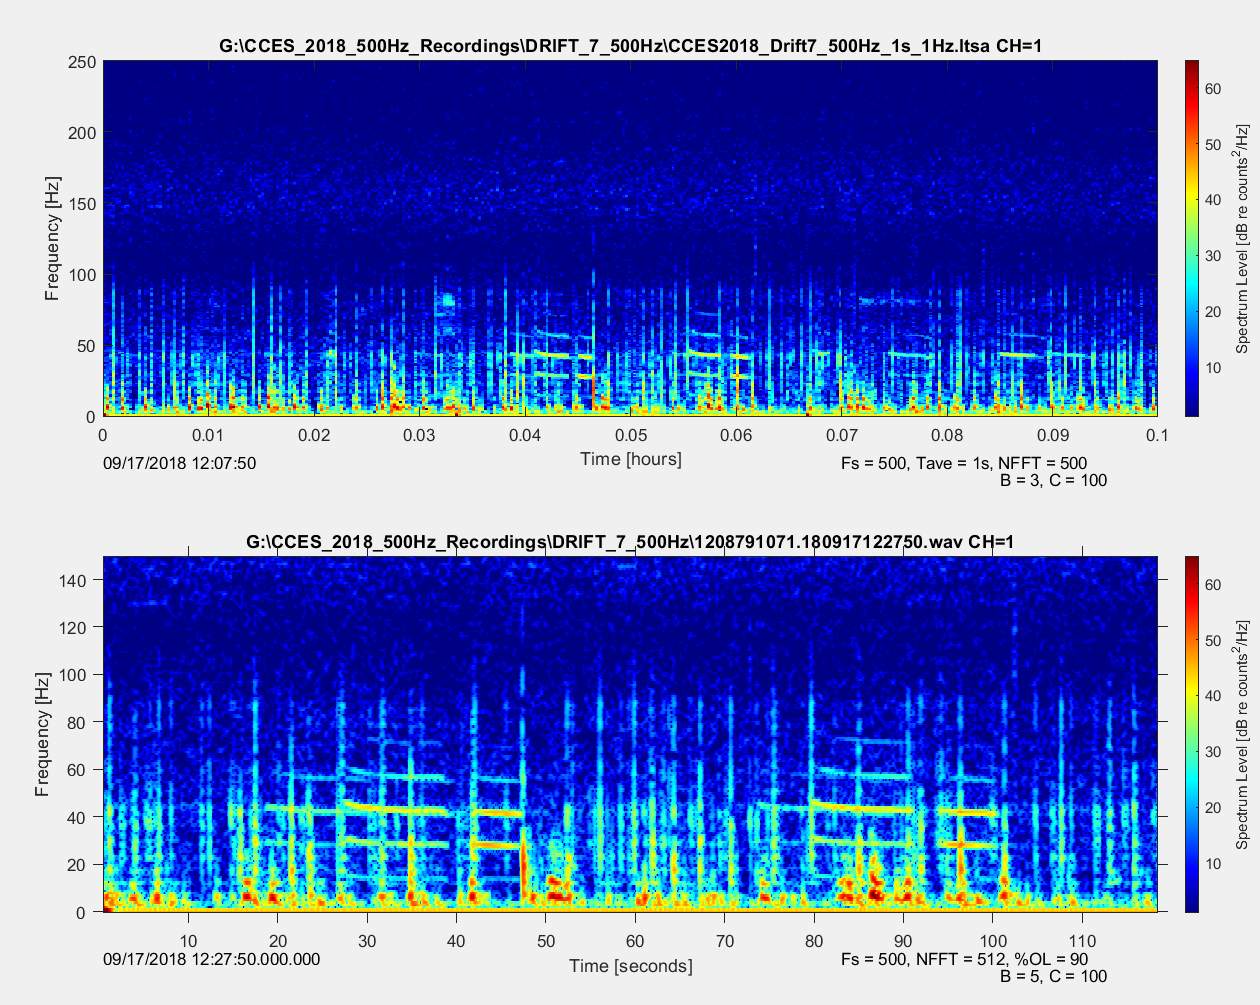 G:\CCES_2018_500Hz_Recordings\DRIFT_7_500Hz\CCES2018_Drift7_500Hz_1s_1Hz.ltsa CH=1
250
200
150
100
50
0
Frequency [Hz]
0 0.01 0.02 0.03 0.04 0.05 0.06 0.07 0.08 0.09 0.1
Time [hours]
09/17/2018 12:07:50
Fs = 500, Tave = 1s, NFFT = 500
B = 3, C = 100
60
50
40
30
20
10
Spectrum Level [dB re counts²/Hz]
G:\CCES_2018_500Hz_Recordings\DRIFT_7_500Hz\1208791071.180917122750.wav CH=1
140
120
100
80
60
40
20
0
Frequency [Hz]
10 20 30 40 50 60 70 80 90 100 110
Time [seconds]
09/17/2018 12:27:50.000.000
Fs = 500, NFFT = 512, %OL = 90
B = 5, C = 100
60
50
40
30
20
10
Spectrum Level [dB re counts²/Hz]